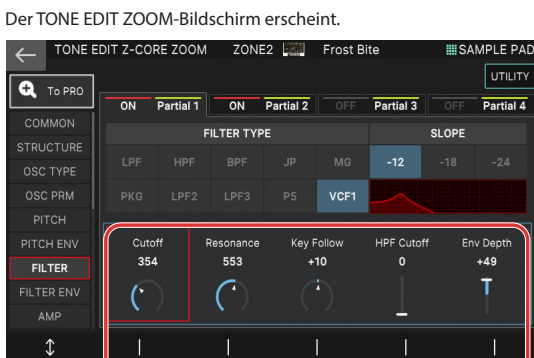 Der TONE EDIT ZOOM-Bildschirm erscheint.
TONE EDIT Z-CORE ZOOM ZONE2 Frost Bite SAMPLE PAD
UTILITY
To PRO
ON Partial 1 ON Partial 2 OFF Partial 3 OFF Partial 4
COMMON
FILTER TYPE SLOPE
STRUCTURE
LPF HPF BPF JP MG -12 -18 -24
OSC TYPE
OSC PRM
PKG LPF2 LPF3 P5 VCF1
PITCH
PITCH ENV
Cutoff Resonance Key Follow HPF Cutoff Env Depth
354 553 +10 0 +49
FILTER
FILTER ENV
AMP